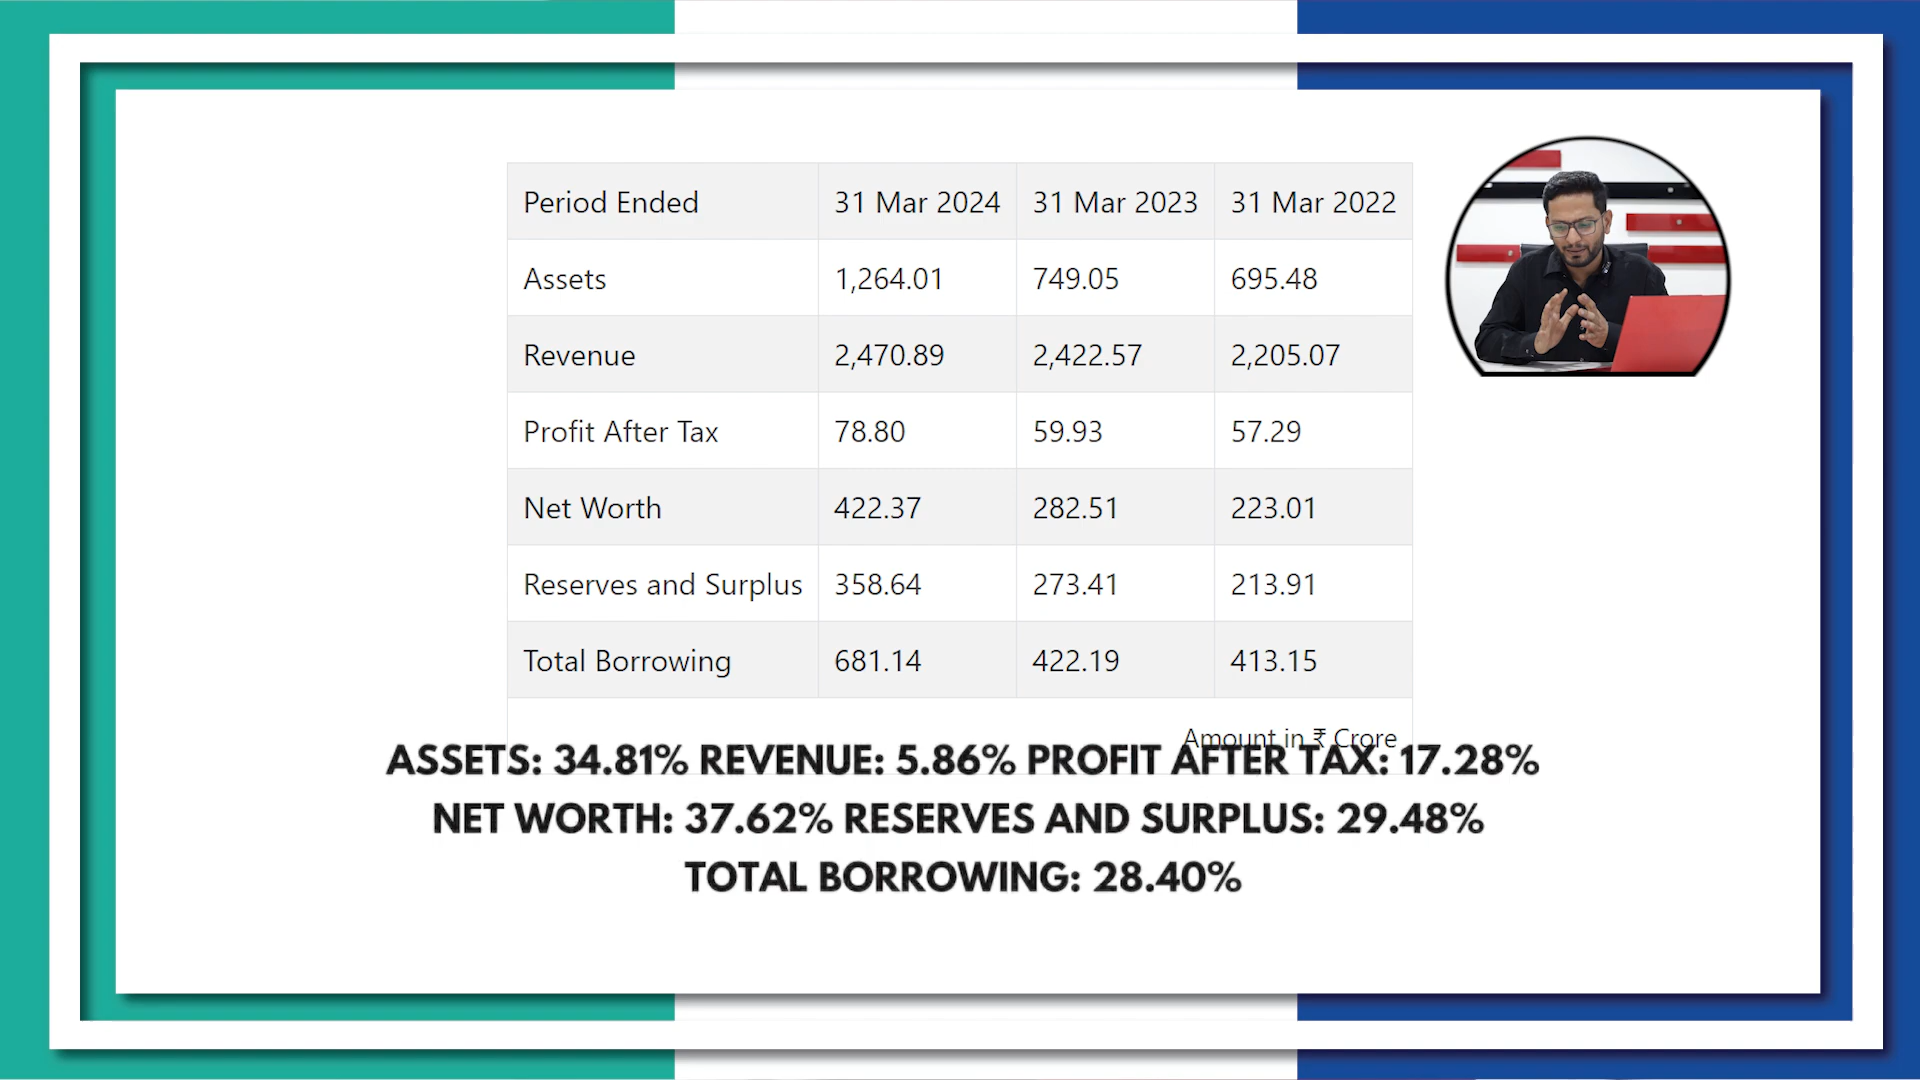 Period Ended 31 Mar 2024 31 Mar 2023 31 Mar 2022
Assets 1,264.01 749.05 695.48
Revenue 2,470.89 2,422.57 2,205.07
Profit After Tax 78.80 59.93 57.29
Net Worth 422.37 282.51 223.01
Reserves and Surplus 358.64 273.41 213.91
Total Borrowing 681.14 422.19 413.15
Amount in ₹ Crore
ASSETS: 34.81% REVENUE: 5.86% PROFIT AFTER TAX: 17.28%
NET WORTH: 37.62% RESERVES AND SURPLUS: 29.48%
TOTAL BORROWING: 28.40%